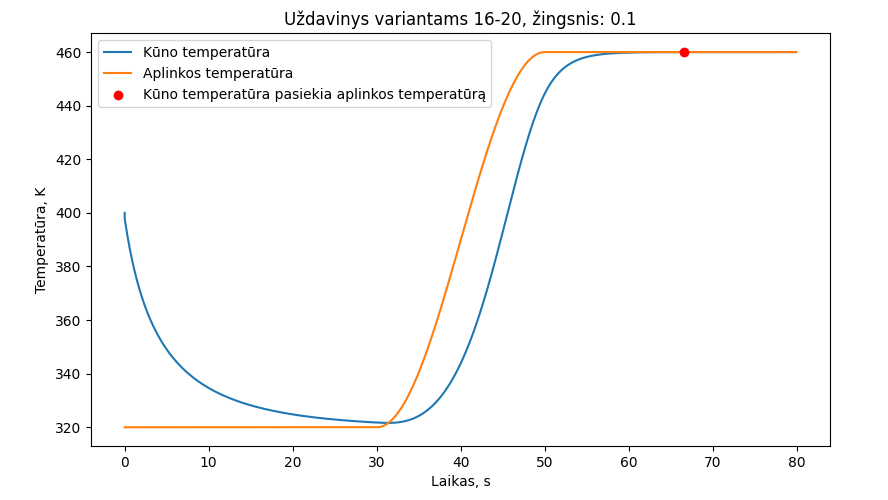 Uždavinys variantams 16-20, žingsnis: 0.1
Kūno temperatūra
Aplinkos temperatūra
Kūno temperatūra pasiekia aplinkos temperatūrą
Temperatūra, K
460
440
420
400
380
360
340
320
0 10 20 30 40 50 60 70 80
Laikas, s